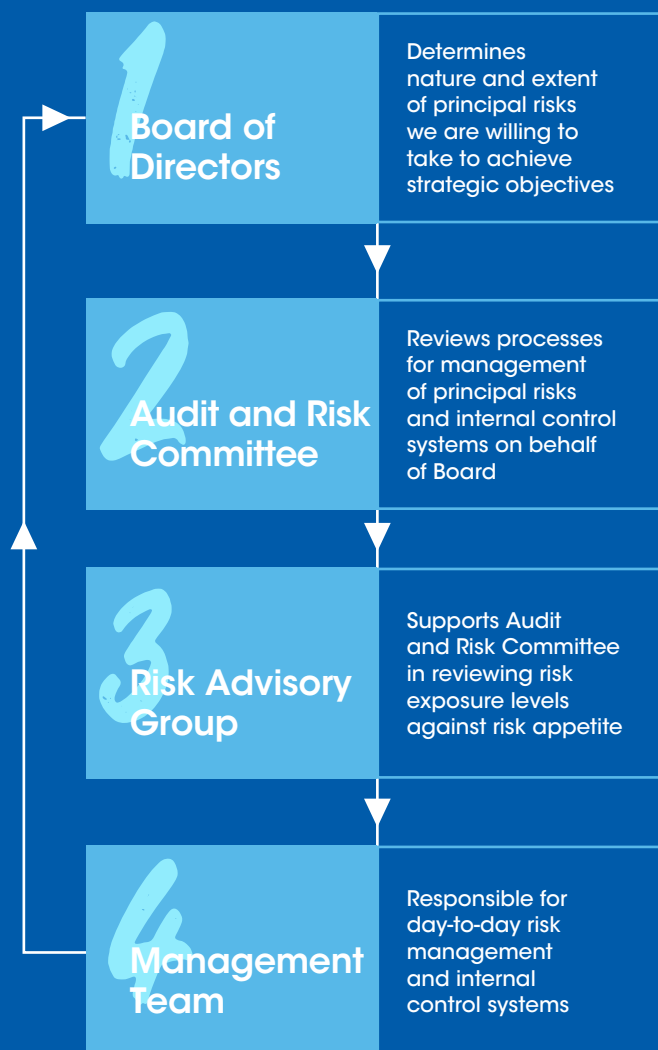 1
Board of
Directors
Determines
nature and extent
of principal risks
we are willing to
take to achieve
strategic objectives
2
Audit and Risk
Committee
Reviews processes
for management
of principal risks
and internal control
systems on behalf
of Board
3
Risk Advisory
Group
Supports Audit
and Risk Committee
in reviewing risk
exposure levels
against risk appetite
4
Management
Team
Responsible for
day-to-day risk
management
and internal
control systems